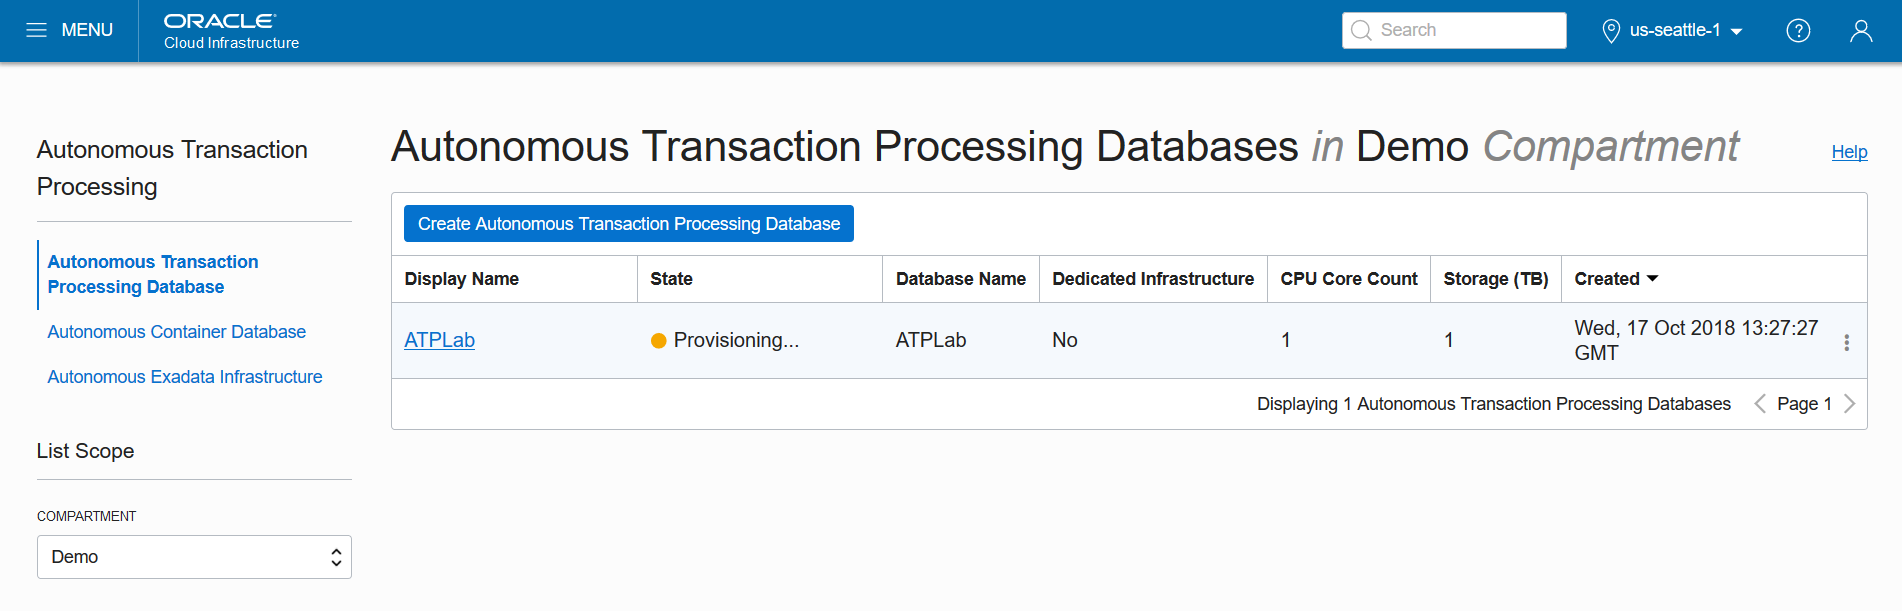 MENU
ORACLE
Cloud Infrastructure
Search
us-seattle-1
?
Autonomous Transaction
Processing
Autonomous Transaction
Processing Database
Autonomous Container Database
Autonomous Exadata Infrastructure
List Scope
COMPARTMENT
Demo
Autonomous Transaction Processing Databases in Demo Compartment
Help
Create Autonomous Transaction Processing Database
Display Name State Database Name Dedicated Infrastructure CPU Core Count Storage (TB) Created
ATPLab Provisioning... ATPLab No 1 1 Wed, 17 Oct 2018 13:27:27
GMT
Displaying 1 Autonomous Transaction Processing Databases Page 1